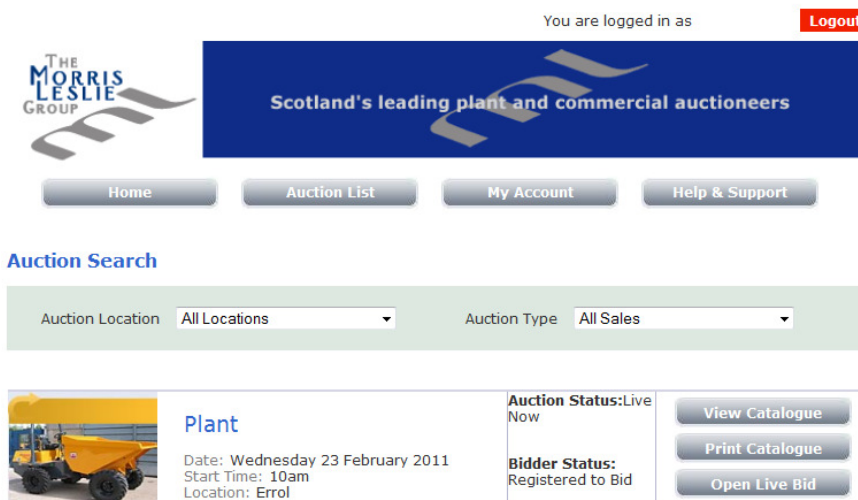 You are logged in as
Logout
THE
MORRIS
LESLIE
GROUP
Scotland's leading plant and commercial auctioneers
Home
Auction List
My Account
Help & Support
Auction Search
Auction Location
All Locations
Auction Type
All Sales
Plant
Date: Wednesday 23 February 2011
Start Time: 10am
Location: Errol
Auction Status:Live
Now
Bidder Status:
Registered to Bid
View Catalogue
Print Catalogue
Open Live Bid